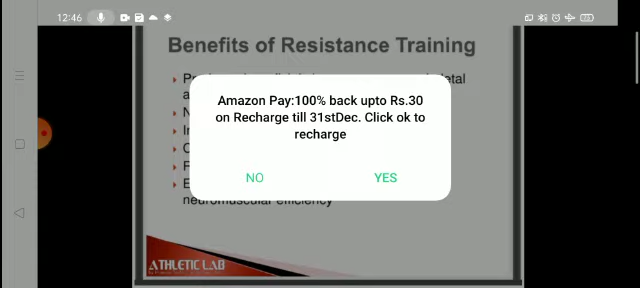 12:46
Benefits of Resistance Training
Amazon Pay:100% back upto Rs.30
on Recharge till 31stDec. Click ok to
recharge
NO
YES
neuromuscular efficiency
ATHLETIC LAB